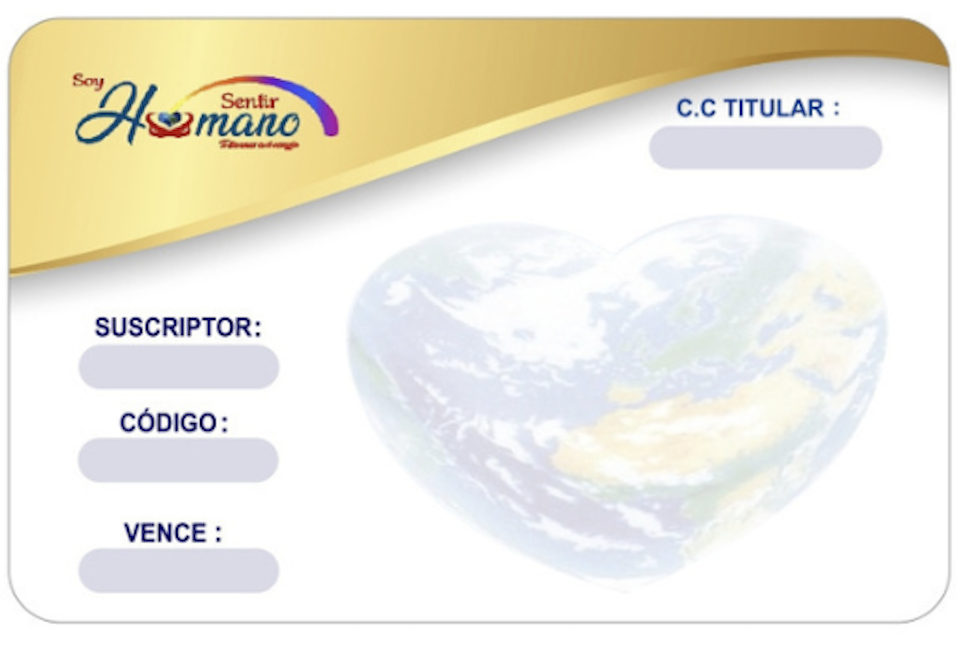 Soy
Sentir
Humano
C.C TITULAR :
SUSCRIPTOR:
CÓDIGO:
VENCE :